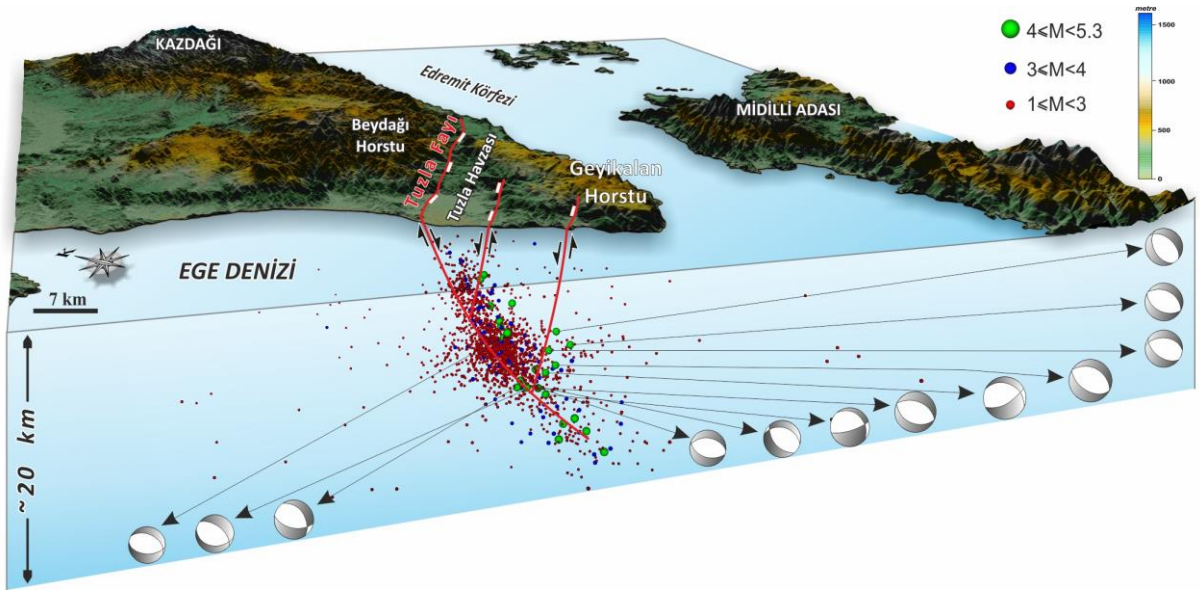 metre
1500
1000
500
0
4⩽M<5.3
3⩽M<4
1⩽M<3
KAZDAĞI
Edremit Körfezi
MİDİLLİ ADASI
Beydağı
Horstu
Tuzla Fayı
Tuzla Havzası
Geyikalan
Horstu
EGE DENİZİ
7 km
~20 km